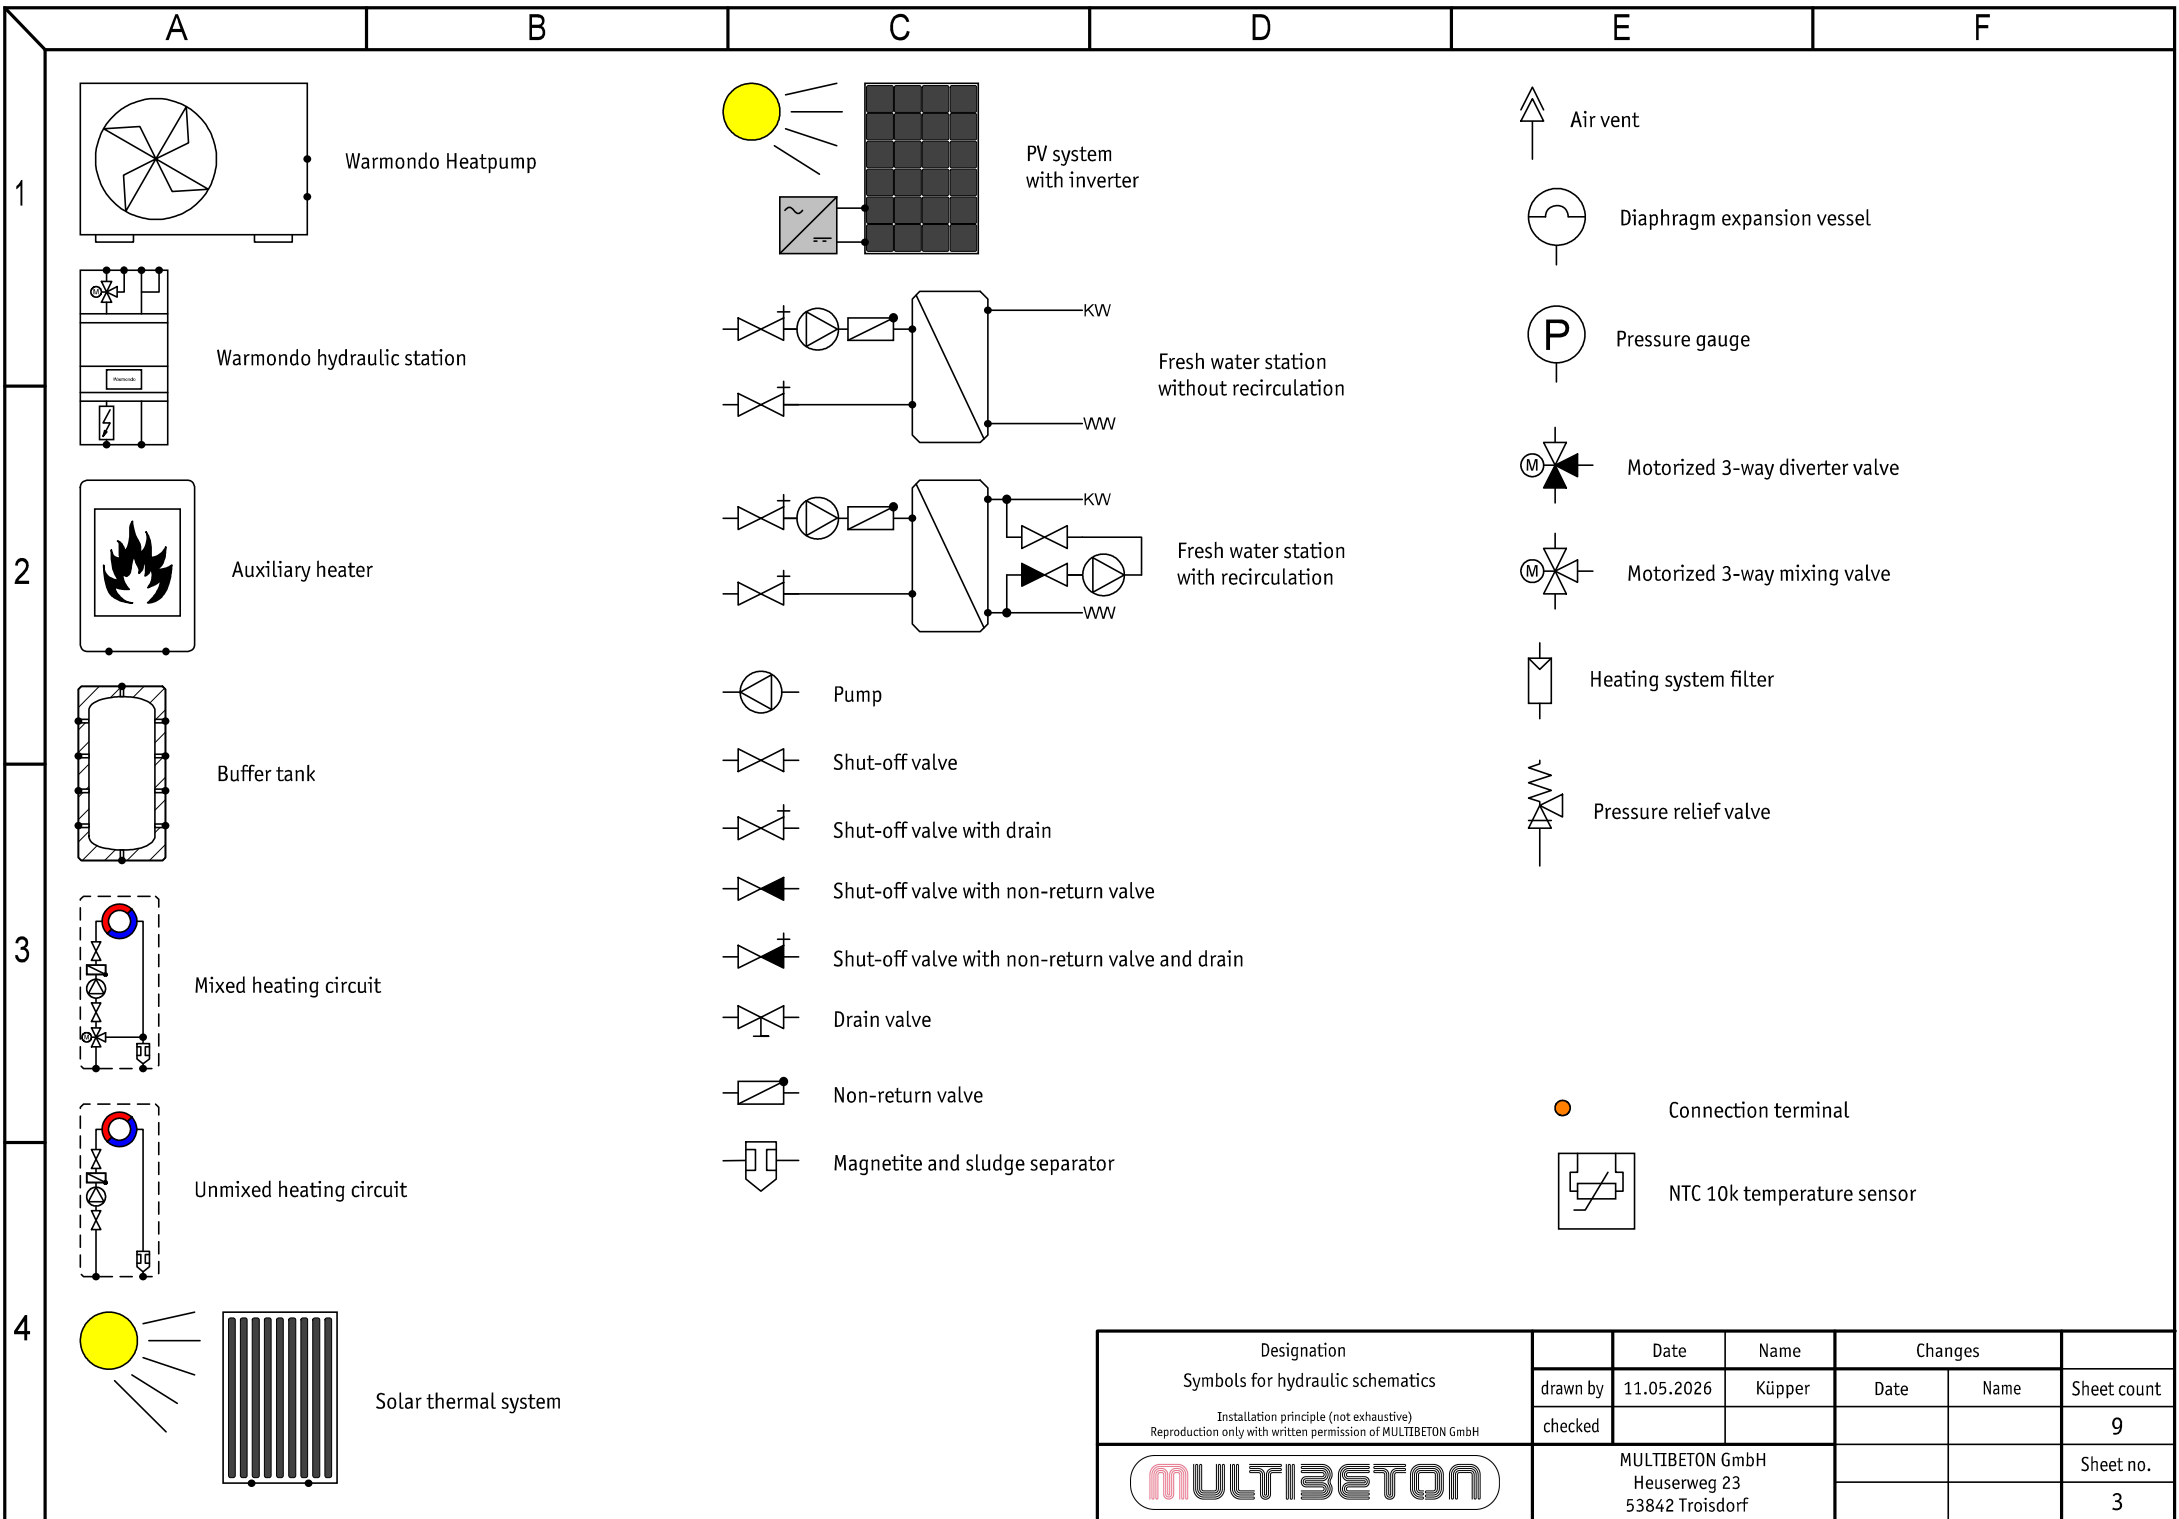 A B C D E F
1
2
3
4
Warmondo Heatpump
M
Warmondo
Warmondo hydraulic station
Auxiliary heater
Buffer tank
M
Mixed heating circuit
Unmixed heating circuit
Solar thermal system
PV system
with inverter
KW
WW
Fresh water station
without recirculation
KW
WW
Fresh water station
with recirculation
Pump
Shut-off valve
Shut-off valve with drain
Shut-off valve with non-return valve
Shut-off valve with non-return valve and drain
Drain valve
Non-return valve
Magnetite and sludge separator
Air vent
Diaphragm expansion vessel
P
Pressure gauge
M
Motorized 3-way diverter valve
M
Motorized 3-way mixing valve
Heating system filter
Pressure relief valve
Connection terminal
NTC 10k temperature sensor
Designation
Symbols for hydraulic schematics
Installation principle (not exhaustive)
Reproduction only with written permission of MULTIBETON GmbH
MULTIBETON
Date Name Changes
drawn by 11.05.2026 Küpper Date Name Sheet count
checked 9
MULTIBETON GmbH
Heuserweg 23
53842 Troisdorf
Sheet no.
3